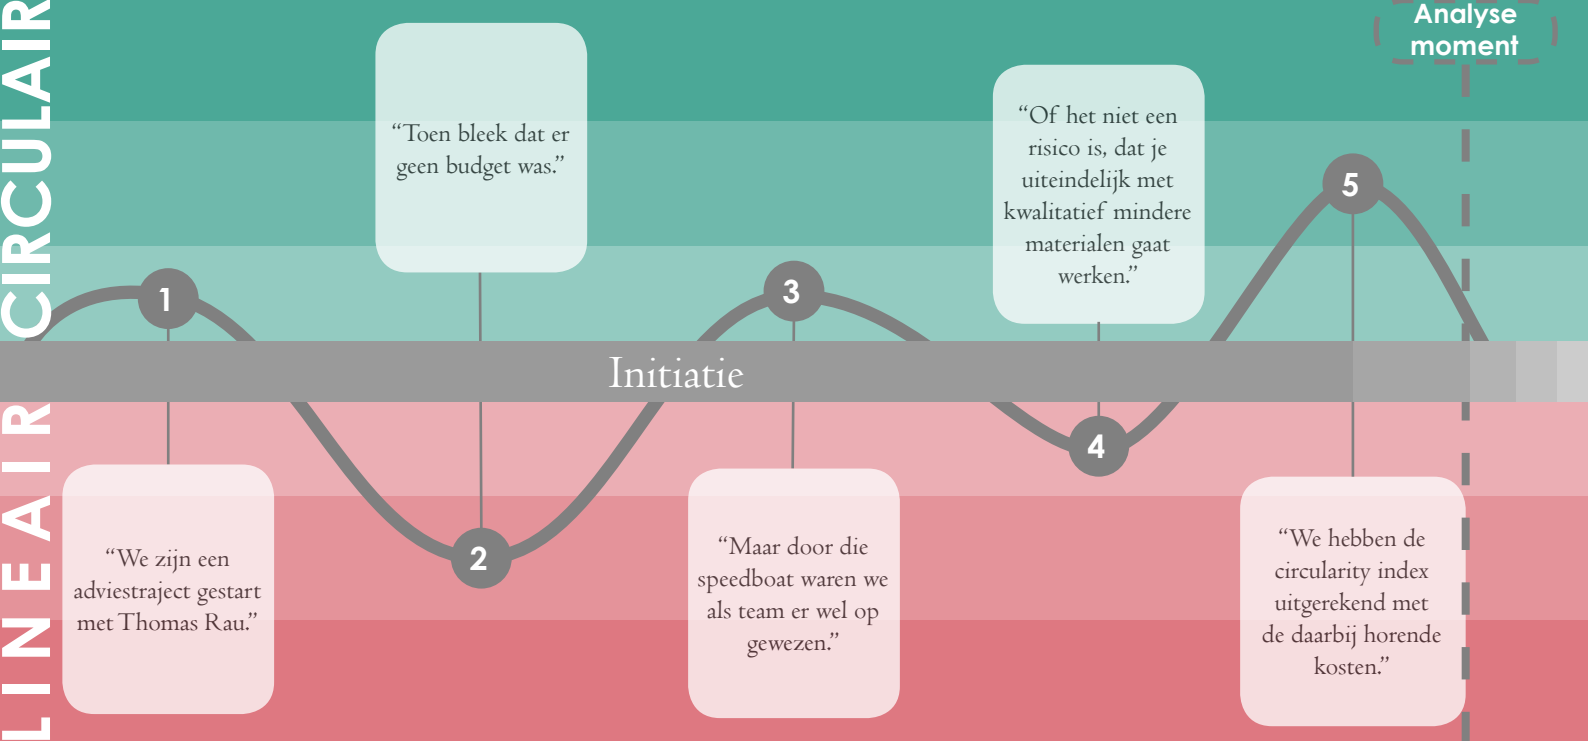 CIRCULAIR
LINEAIR
Analyse
moment
Initiatie
1
“We zijn een
adviestraject gestart
met Thomas Rau.”
2
“Toen bleek dat er
geen budget was.”
3
“Maar door die
speedboat waren we
als team er wel op
gewezen.”
4
“Of het niet een
risico is, dat je
uiteindelijk met
kwalitatief mindere
materialen gaat
werken.”
5
“We hebben de
circularity index
uitgerekend met
de daarbij horende
kosten.”